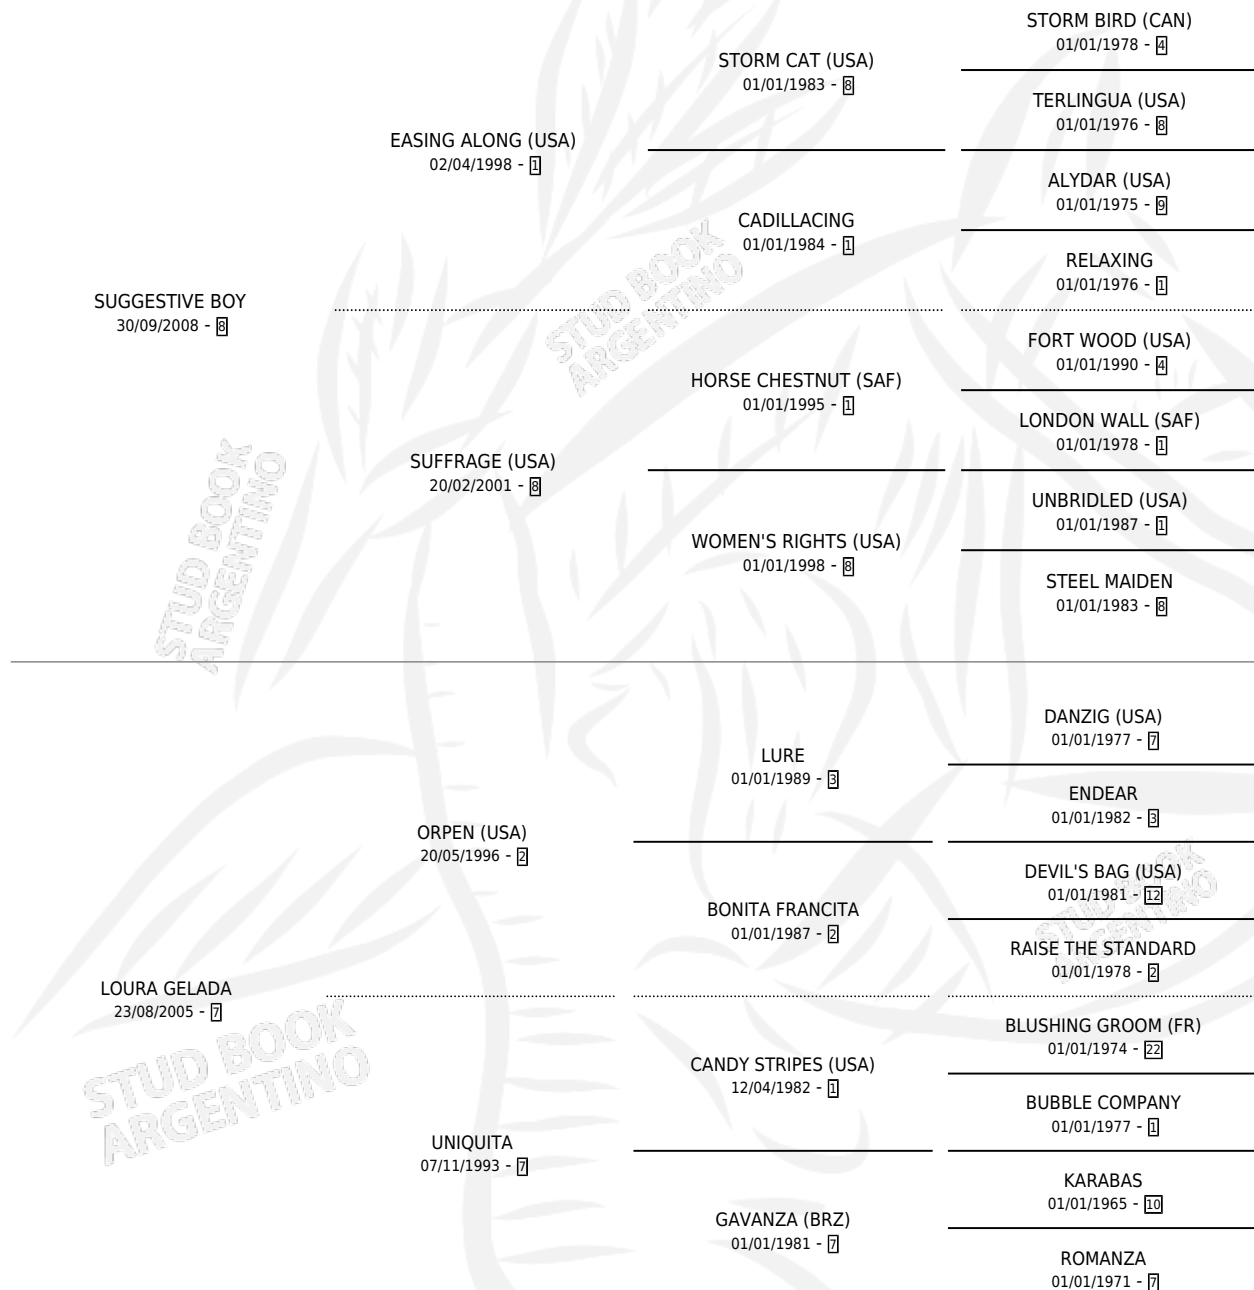 STORM BIRD (CAN)
01/01/1978 - 4
STORM CAT (USA)
01/01/1983 - 8
TERLINGUA (USA)
01/01/1976 - 8
EASING ALONG (USA)
02/04/1998 - 1
ALYDAR (USA)
01/01/1975 - 9
CADILLACING
01/01/1984 - 1
RELAXING
01/01/1976 - 1
SUGGESTIVE BOY
30/09/2008 - 8
FORT WOOD (USA)
01/01/1990 - 4
HORSE CHESTNUT (SAF)
01/01/1995 - 1
LONDON WALL (SAF)
01/01/1978 - 1
SUFFRAGE (USA)
20/02/2001 - 8
UNBRIDLED (USA)
01/01/1987 - 1
WOMEN'S RIGHTS (USA)
01/01/1998 - 8
STEEL MAIDEN
01/01/1983 - 8
STUD BOOK
ARGENTINO
STUD BOOK
ARGENTINO
DANZIG (USA)
01/01/1977 - 7
LURE
01/01/1989 - 3
ENDEAR
01/01/1982 - 3
ORPEN (USA)
20/05/1996 - 2
DEVIL'S BAG (USA)
01/01/1981 - 12
BONITA FRANCITA
01/01/1987 - 2
RAISE THE STANDARD
01/01/1978 - 2
LOURA GELADA
23/08/2005 - 7
BLUSHING GROOM (FR)
01/01/1974 - 22
CANDY STRIPES (USA)
12/04/1982 - 1
BUBBLE COMPANY
01/01/1977 - 1
UNIQUITA
07/11/1993 - 7
KARABAS
01/01/1965 - 10
GAVANZA (BRZ)
01/01/1981 - 7
ROMANZA
01/01/1971 - 7
STUD BOOK
ARGENTINO
STUD BOOK
ARGENTINO